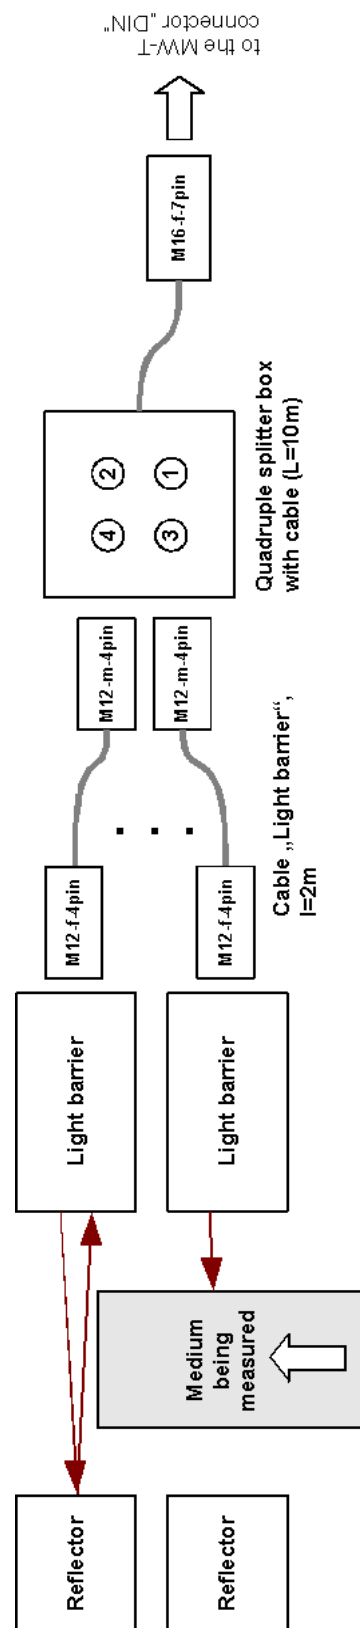 to the MW-T
connector „DIN"
M16-f-7pin
Quadruple splitter box
with cable (L=10m)
2
1
4
3
M12-m-4pin
M12-m-4pin
Cable „Light barrier“,
l=2m
M12-f-4pin
M12-f-4pin
Light barrier
Light barrier
Medium
being
measured
Reflector
Reflector